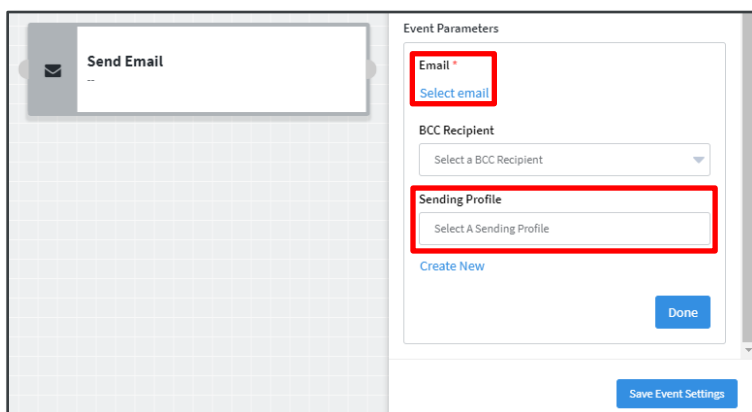 Send Email
--
Event Parameters
Email *
Select email
BCC Recipient
Select a BCC Recipient
Sending Profile
Select A Sending Profile
Create New
Done
Save Event Settings